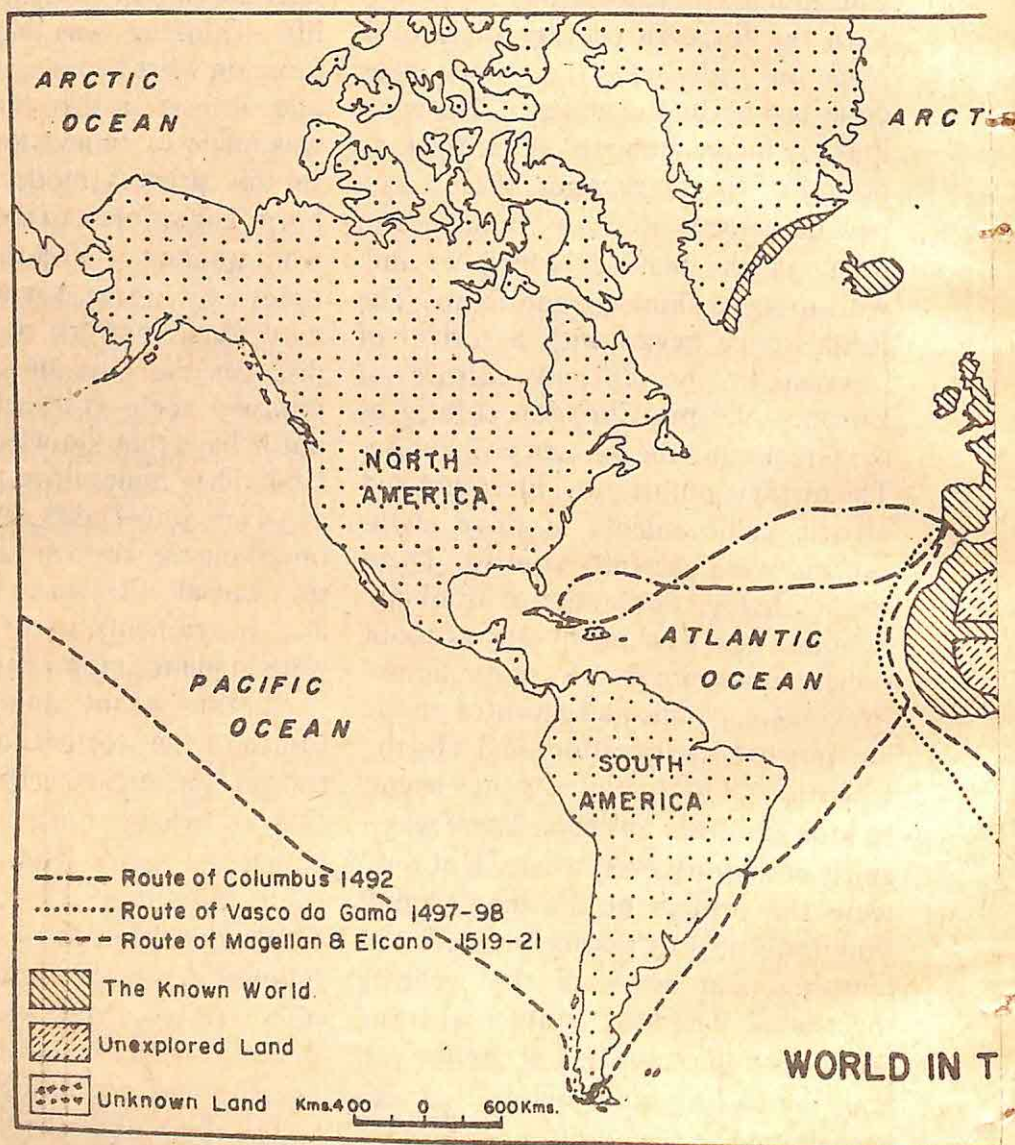 ARCTIC
OCEAN
ARCT
NORTH
AMERICA
ATLANTIC
OCEAN
PACIFIC
OCEAN
SOUTH
AMERICA
Route of Columbus 1492
Route of Vasco da Gama 1497-98
Route of Magellan & Elcano 1519-21
The Known World
Unexplored Land
Unknown Land Kms.400 0 600Kms.
WORLD IN T